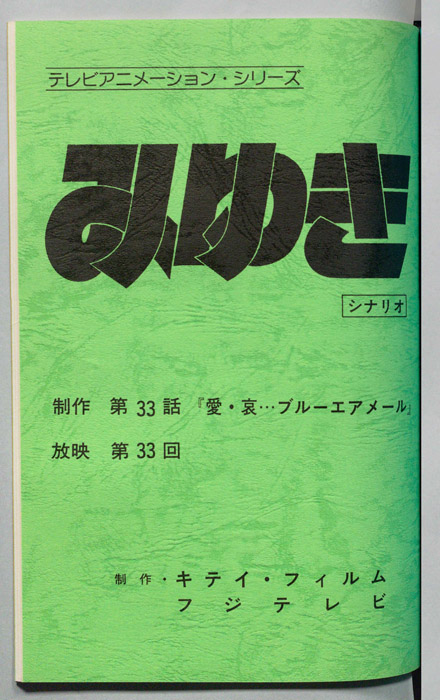 テレビアニメーション・シリーズ
みゆき
シナリオ
制作 第33話 『愛・哀…ブルーエアメール』
放映 第33回
制作・キティ・フィルム
フジテレビ